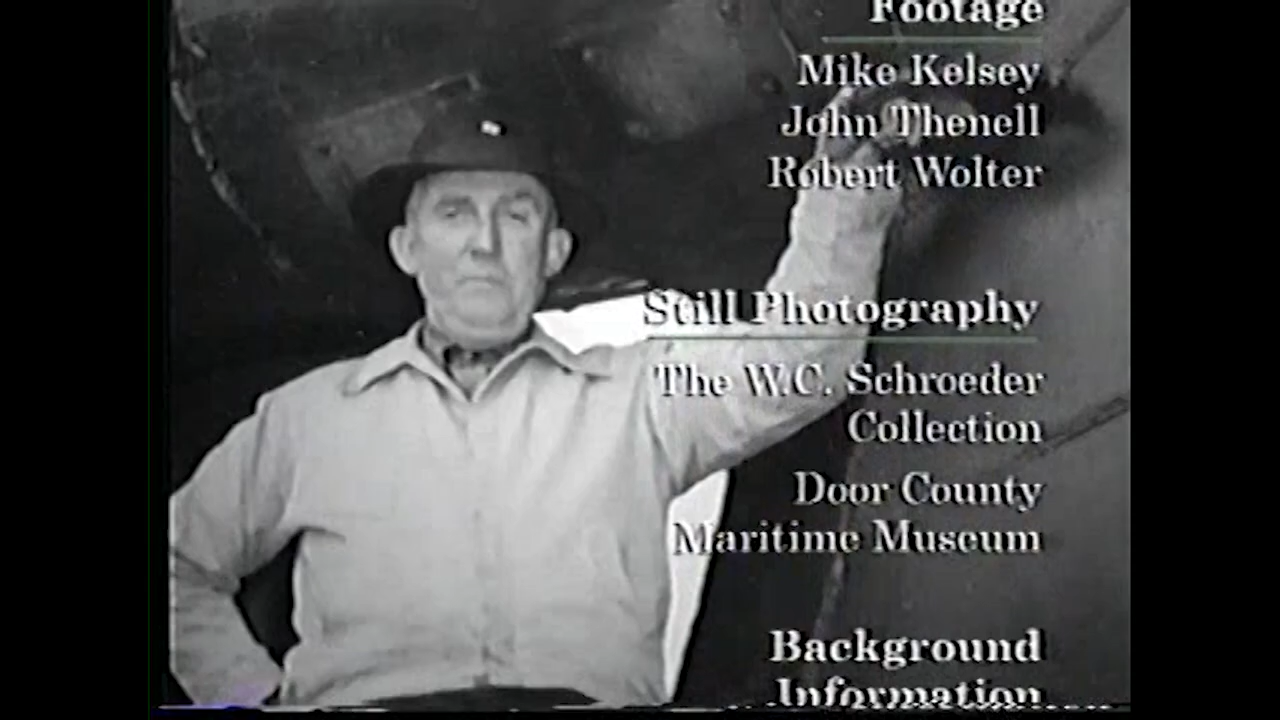 Footage
Mike Kelsey
John Thenell
Robert Wolter
Still Photography
The W.C. Schroeder
Collection
Door County
Maritime Museum
Background
Information